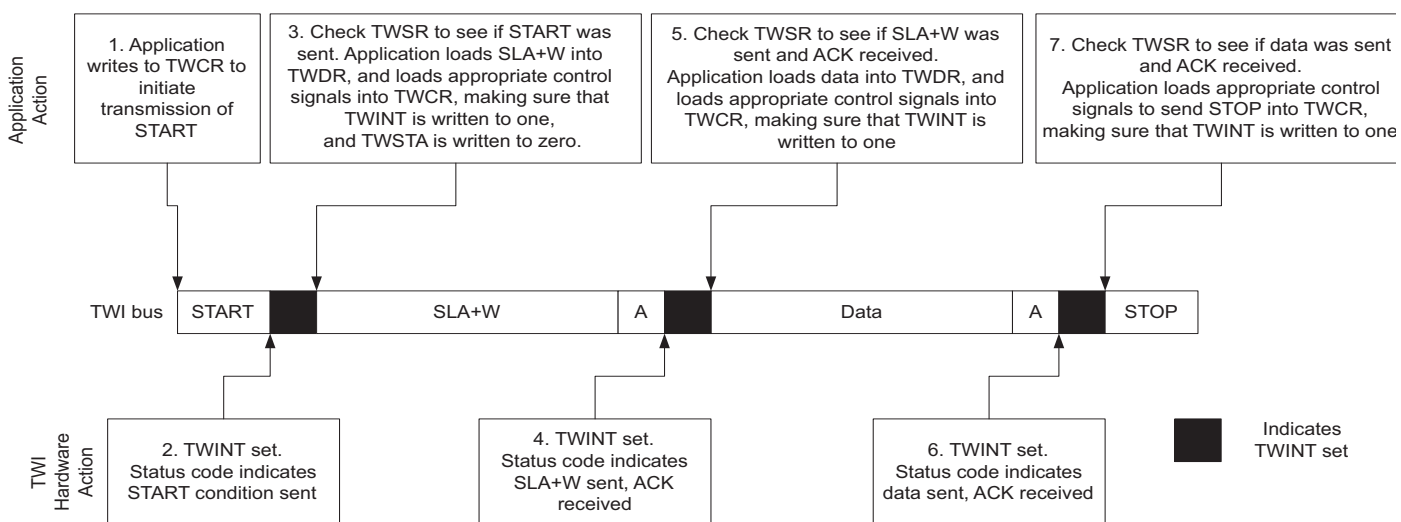 Application
Action
1. Application
writes to TWCR to
initiate
transmission of
START
3. Check TWSR to see if START was
sent. Application loads SLA+W into
TWDR, and loads appropriate control
signals into TWCR, making sure that
TWINT is written to one,
and TWSTA is written to zero.
5. Check TWSR to see if SLA+W was
sent and ACK received.
Application loads data into TWDR, and
loads appropriate control signals into
TWCR, making sure that TWINT is
written to one
7. Check TWSR to see if data was sent
and ACK received.
Application loads appropriate control
signals to send STOP into TWCR,
making sure that TWINT is written to one
TWI bus
START
SLA+W
A
Data
A
STOP
TWI
Hardware
Action
2. TWINT set.
Status code indicates
START condition sent
4. TWINT set.
Status code indicates
SLA+W sent, ACK
received
6. TWINT set.
Status code indicates
data sent, ACK received
Indicates
TWINT set